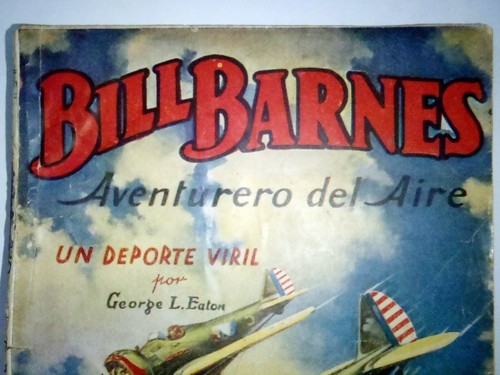 BILL BARNES
Aventurero del Aire
UN DEPORTE VIRIL
por
George L. Eaton